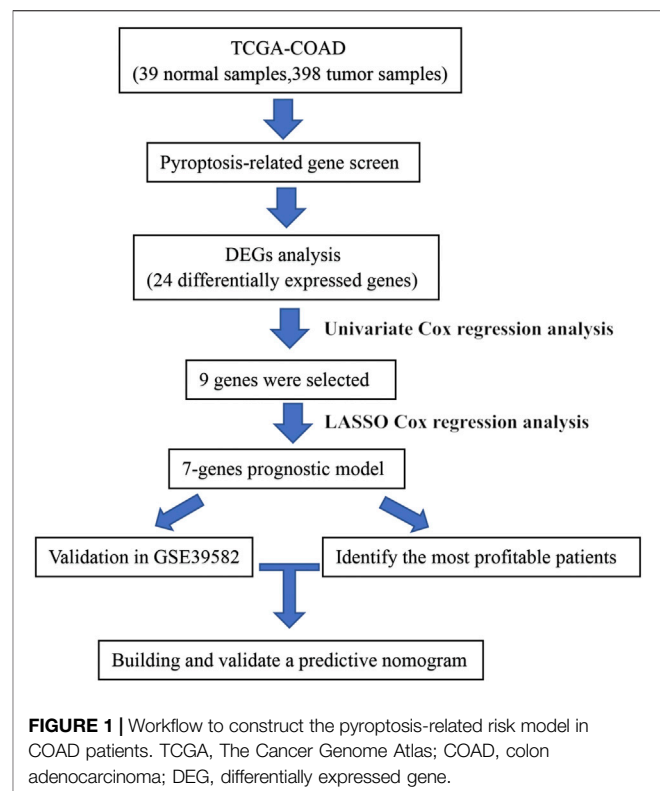 TCGA-COAD
(39 normal samples,398 tumor samples)
Pyroptosis-related gene screen
DEGs analysis
(24 differentially expressed genes)
Univariate Cox regression analysis
9 genes were selected
LASSO Cox regression analysis
7-genes prognostic model
Validation in GSE39582
Identify the most profitable patients
Building and validate a predictive nomogram
FIGURE 1 | Workflow to construct the pyroptosis-related risk model in
COAD patients. TCGA, The Cancer Genome Atlas; COAD, colon
adenocarcinoma; DEG, differentially expressed gene.